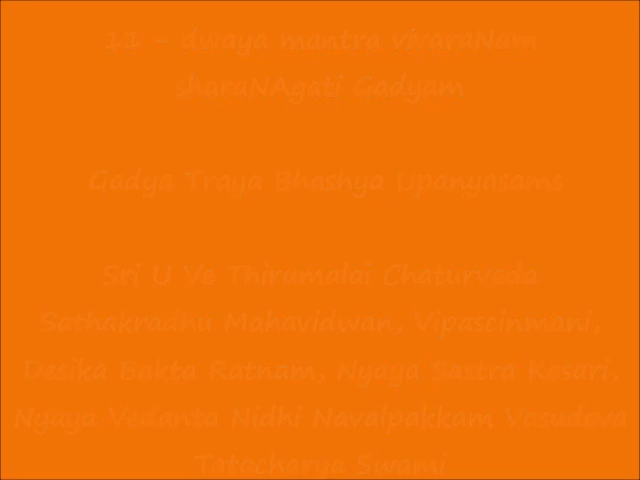 11 - dwaya mantra vivaraNam
sharaNAgati Gadyam
Gadya Traya Bhashya Upanyasams
Sri U Ve Thirumalai Chaturveda
Sathakradhu Mahavidwan, Vipascinmani,
Desika Bakta Ratnam, Nyaya Sastra Kesari,
Nyaya Vedanta Nidhi Navalpakkam Vasudeva
Tatacharya Swami